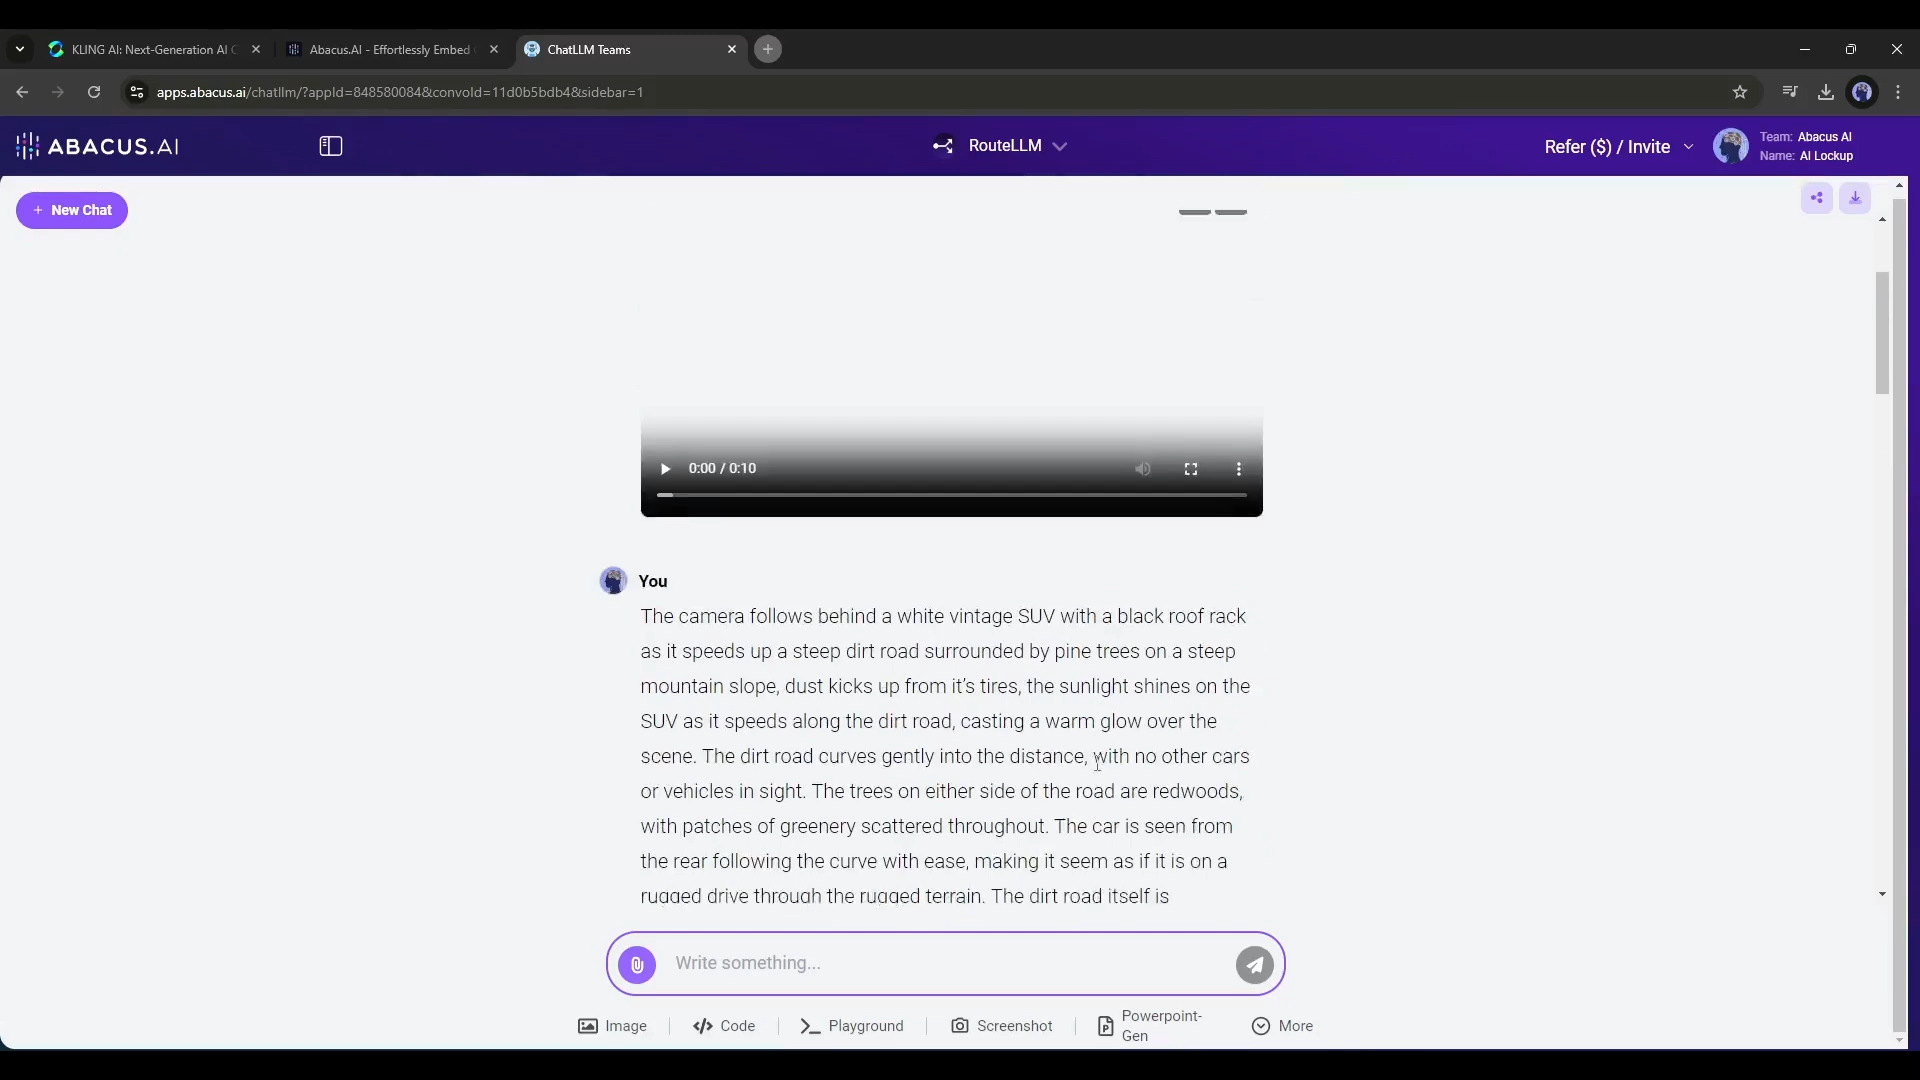 KLING AI: Next-Generation AI C
Abacus.AI - Effortlessly Embed
ChatLLM Teams
apps.abacus.ai/chatllm/?appId=848580084&convoId=11d0b5bdb4&sidebar=1
ABACUS.AI
RouteLLM
Refer ($) / Invite
Team: Abacus AI
Name: AI Lockup
+ New Chat
0:00 / 0:10
You
The camera follows behind a white vintage SUV with a black roof rack
as it speeds up a steep dirt road surrounded by pine trees on a steep
mountain slope, dust kicks up from it’s tires, the sunlight shines on the
SUV as it speeds along the dirt road, casting a warm glow over the
scene. The dirt road curves gently into the distance, with no other cars
or vehicles in sight. The trees on either side of the road are redwoods,
with patches of greenery scattered throughout. The car is seen from
the rear following the curve with ease, making it seem as if it is on a
rugged drive through the rugged terrain. The dirt road itself is
Write something...
Image
Code
Playground
Screenshot
Powerpoint-
Gen
More